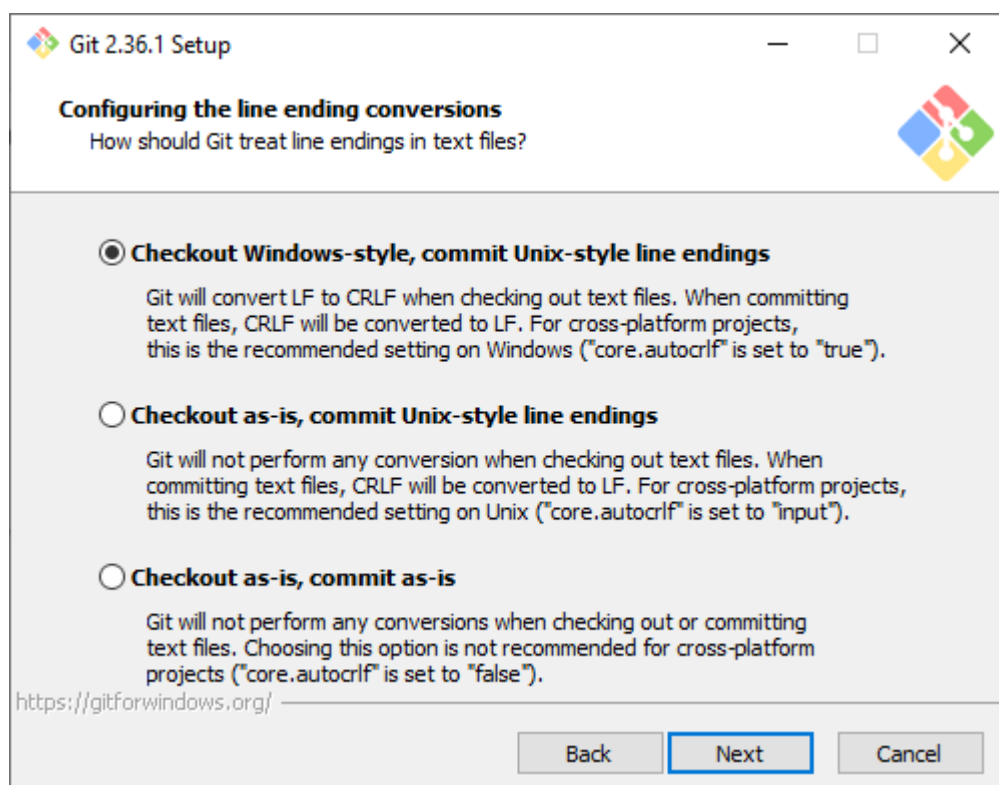 Git 2.36.1 Setup
Configuring the line ending conversions
How should Git treat line endings in text files?
Checkout Windows-style, commit Unix-style line endings
Git will convert LF to CRLF when checking out text files. When committing
text files, CRLF will be converted to LF. For cross-platform projects,
this is the recommended setting on Windows ("core.autocrlf" is set to "true").
Checkout as-is, commit Unix-style line endings
Git will not perform any conversion when checking out text files. When
committing text files, CRLF will be converted to LF. For cross-platform projects,
this is the recommended setting on Unix ("core.autocrlf" is set to "input").
Checkout as-is, commit as-is
Git will not perform any conversions when checking out or committing
text files. Choosing this option is not recommended for cross-platform
projects ("core.autocrlf" is set to "false").
https://gitforwindows.org/
Back Next Cancel